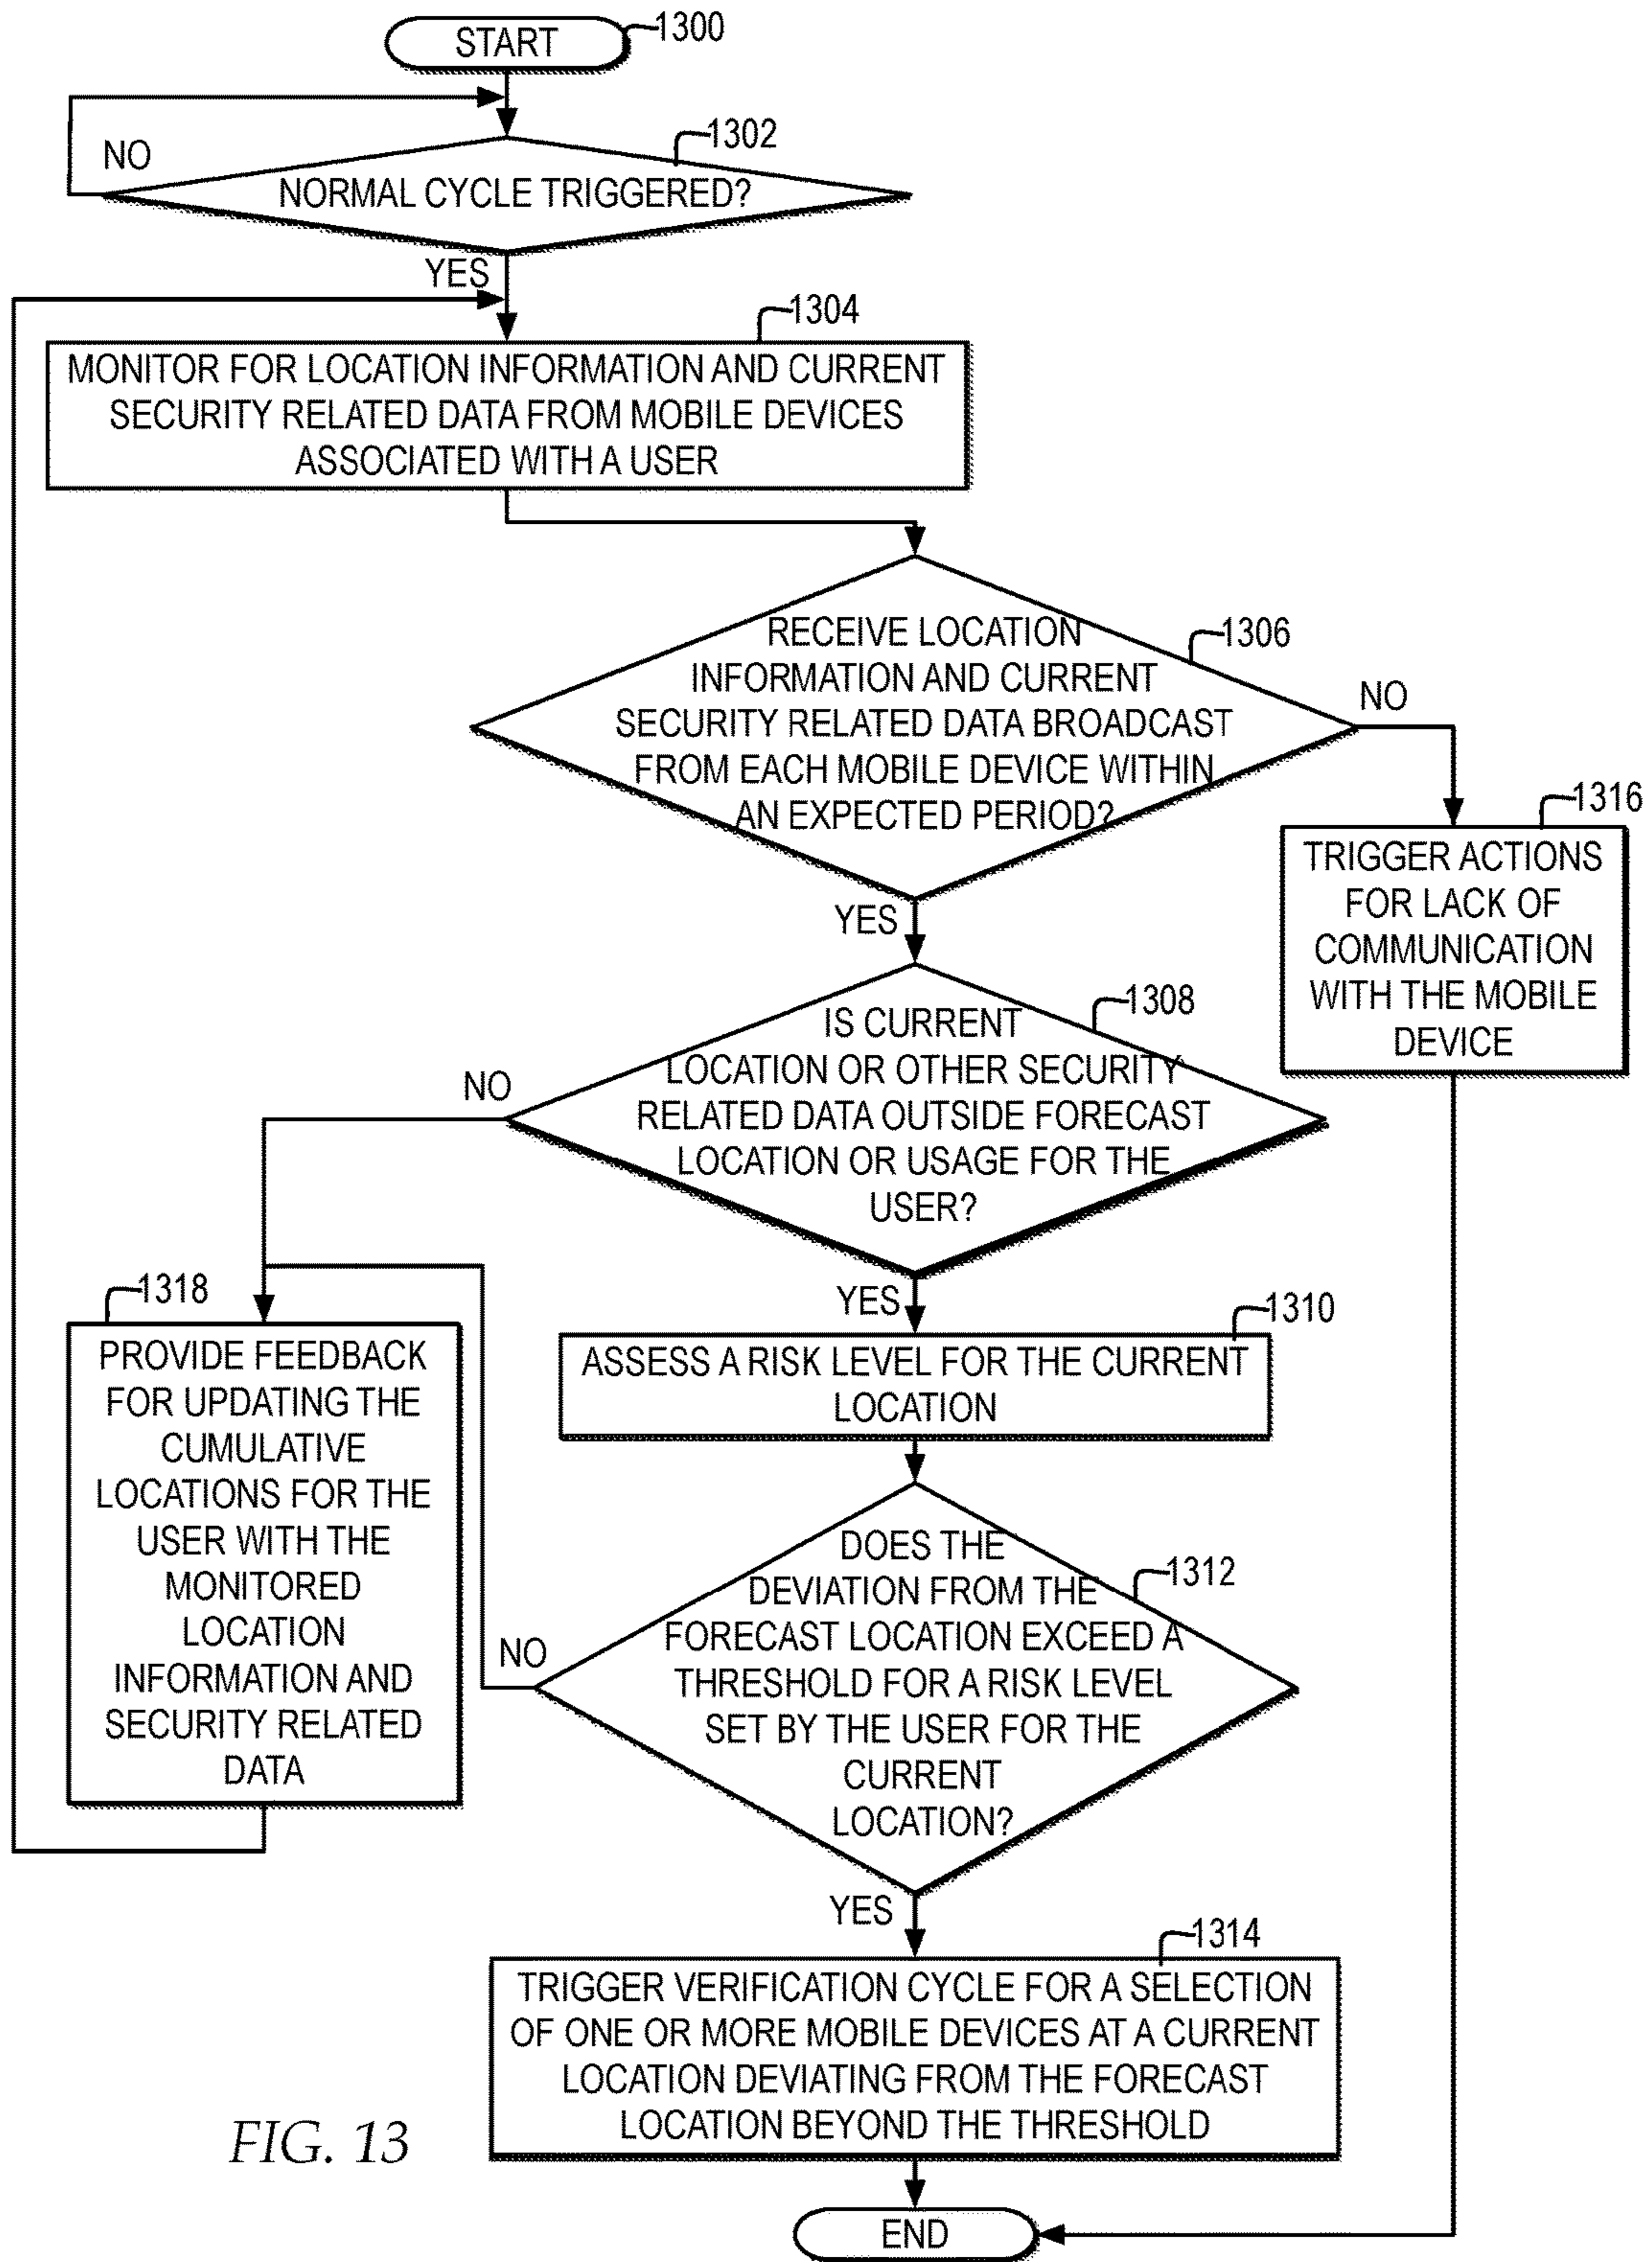 START
1300
1302
NO
NORMAL CYCLE TRIGGERED?
YES
1304
MONITOR FOR LOCATION INFORMATION AND CURRENT
SECURITY RELATED DATA FROM MOBILE DEVICES
ASSOCIATED WITH A USER
1306
RECEIVE LOCATION
INFORMATION AND CURRENT
SECURITY RELATED DATA BROADCAST
FROM EACH MOBILE DEVICE WITHIN
AN EXPECTED PERIOD?
NO
1316
TRIGGER ACTIONS
FOR LACK OF
COMMUNICATION
WITH THE MOBILE
DEVICE
YES
1308
IS CURRENT
LOCATION OR OTHER SECURITY
RELATED DATA OUTSIDE FORECAST
LOCATION OR USAGE FOR THE
USER?
NO
YES
1310
ASSESS A RISK LEVEL FOR THE CURRENT
LOCATION
1318
PROVIDE FEEDBACK
FOR UPDATING THE
CUMULATIVE
LOCATIONS FOR THE
USER WITH THE
MONITORED
LOCATION
INFORMATION AND
SECURITY RELATED
DATA
1312
DOES THE
DEVIATION FROM THE
FORECAST LOCATION EXCEED A
THRESHOLD FOR A RISK LEVEL
SET BY THE USER FOR THE
CURRENT
LOCATION?
NO
YES
1314
TRIGGER VERIFICATION CYCLE FOR A SELECTION
OF ONE OR MORE MOBILE DEVICES AT A CURRENT
LOCATION DEVIATING FROM THE FORECAST
LOCATION BEYOND THE THRESHOLD
FIG. 13
END